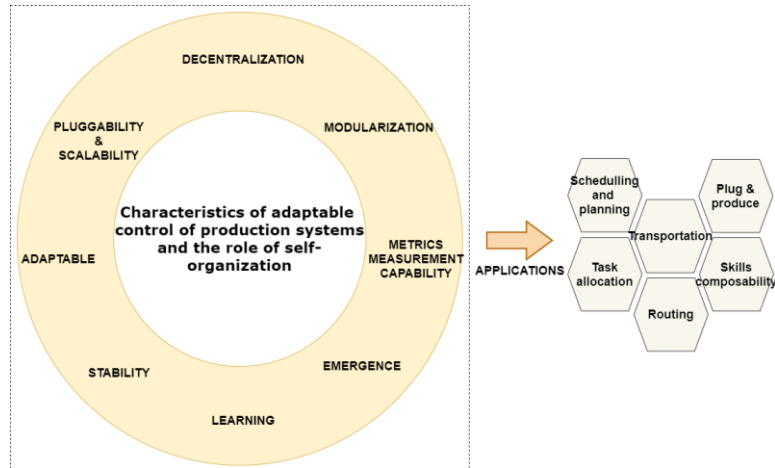 DECENTRALIZATION
PLUGGABILITY
&
SCALABILITY
MODULARIZATION
Characteristics of adaptable
control of production systems
and the role of self-
organization
ADAPTABLE
METRICS
MEASUREMENT
CAPABILITY
STABILITY
EMERGENCE
LEARNING
APPLICATIONS
Schedulling
and
planning
Plug &
produce
Transportation
Task
allocation
Skills
composability
Routing